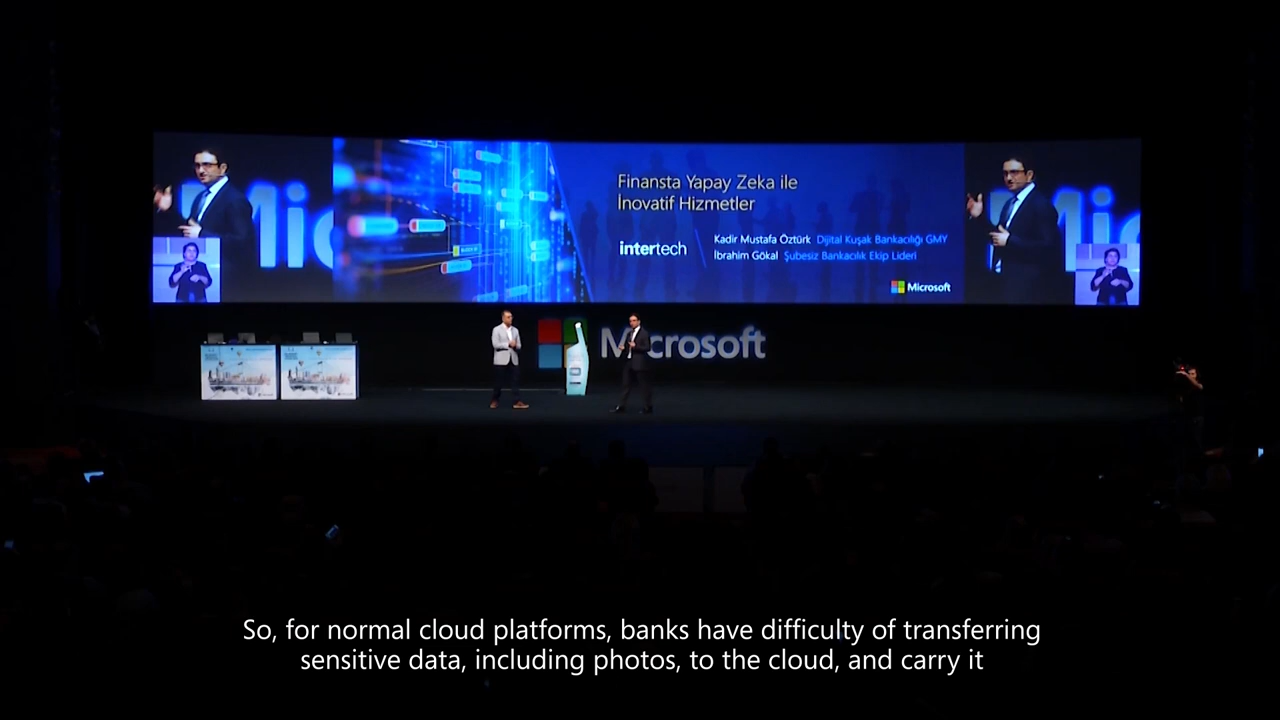 Finansta Yapay Zeka ile
İnovatif Hizmetler
intertech
Kadir Mustafa Öztürk Dijital Kuşak Bankacılığı GMY
İbrahim Gökal Şubesiz Bankacılık Ekip Lideri
Microsoft
Microsoft
So, for normal cloud platforms, banks have difficulty of transferring
sensitive data, including photos, to the cloud, and carry it